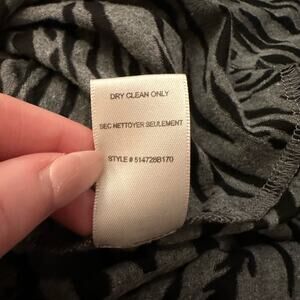 DRY CLEAN ONLY
SEC NETTOYER SEULEMENT
STYLE # 514728B170